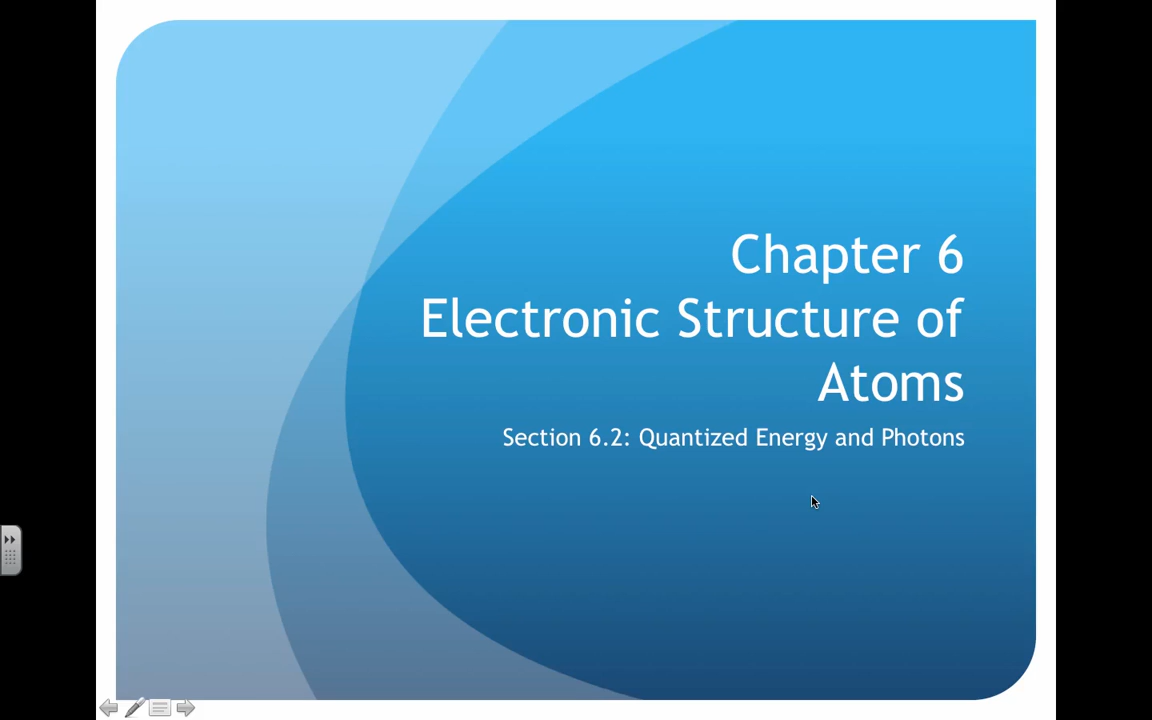 Chapter 6
Electronic Structure of
Atoms
Section 6.2: Quantized Energy and Photons